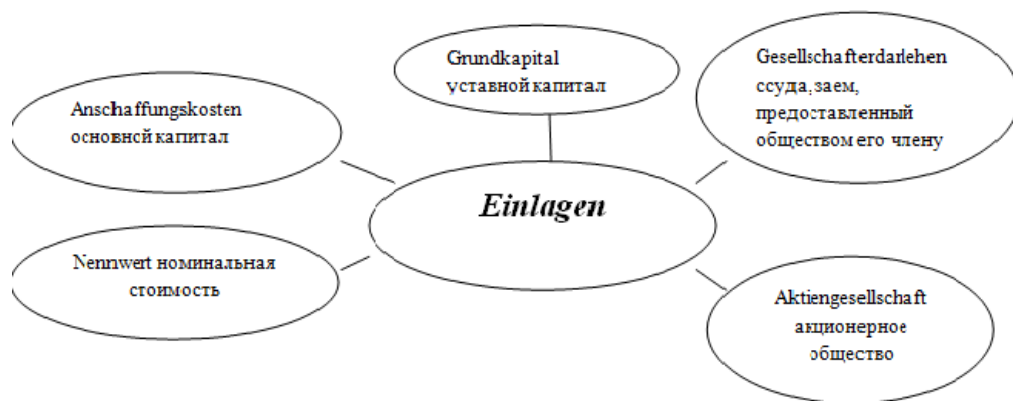 Grundkapital
уставной капитал
Gesellschafterdarlehen
ссуда, заем,
предоставленный
обществом его члену
Anschaffungskosten
основной капитал
Einlagen
Nennwert номинальная
стоимость
Aktiengesellschaft
акционерное
общество